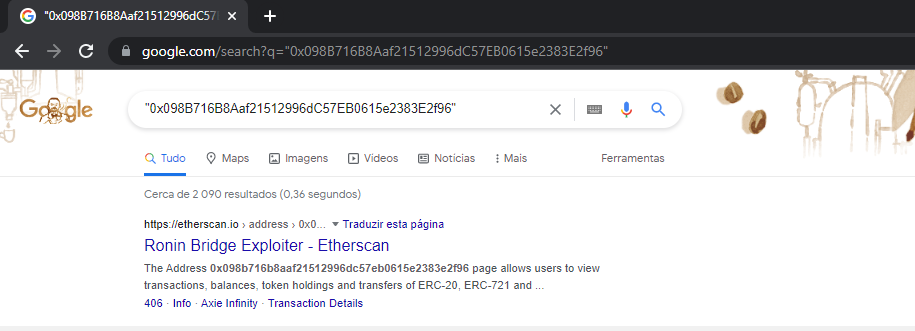 "0x098B716B8Aaf21512996dC57
google.com/search?q="0x098B716B8Aaf21512996dC57EB0615e2383E2f96"
Google
"0x098B716B8Aaf21512996dC57EB0615e2383E2f96"
Tudo Maps Imagens Vídeos Notícias Mais Ferramentas
Cerca de 2 090 resultados (0,36 segundos)
https://etherscan.io › address › 0x0... Traduzir esta página
Ronin Bridge Exploiter - Etherscan
The Address 0x098b716b8aaf21512996dc57eb0615e2383e2f96 page allows users to view
transactions, balances, token holdings and transfers of ERC-20, ERC-721 and ...
406 · Info · Axie Infinity · Transaction Details